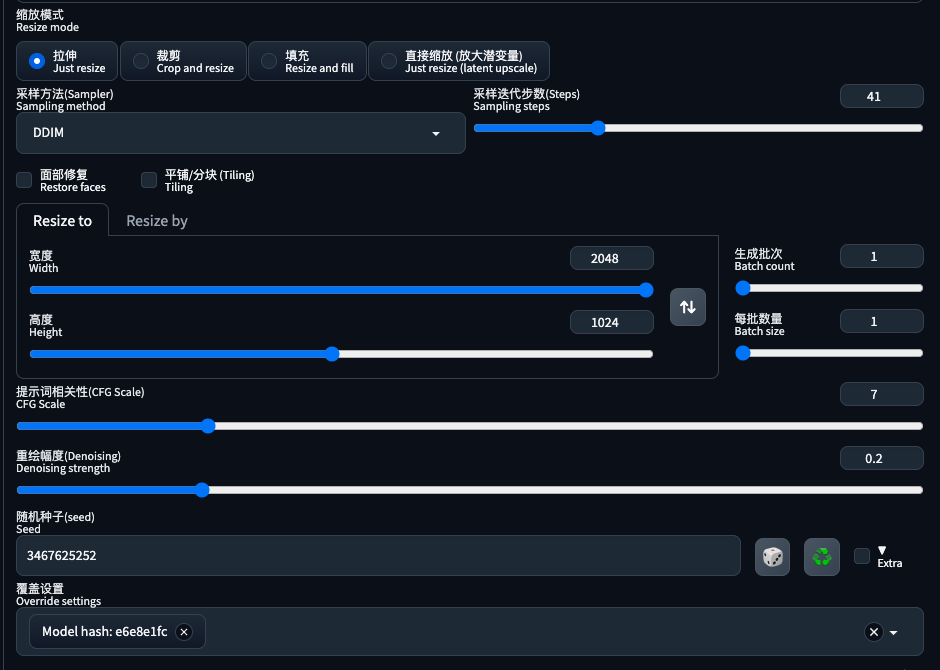 缩放模式
Resize mode
拉伸
Just resize
裁剪
Crop and resize
填充
Resize and fill
直接缩放 (放大潜变量)
Just resize (latent upscale)
采样方法(Sampler)
Sampling method
DDIM
采样迭代步数(Steps)
Sampling steps
41
面部修复
Restore faces
平铺/分块 (Tiling)
Tiling
Resize to
Resize by
宽度
Width
2048
高度
Height
1024
生成批次
Batch count
1
每批数量
Batch size
1
提示词相关性(CFG Scale)
CFG Scale
7
重绘幅度(Denoising)
Denoising strength
0.2
随机种子(seed)
Seed
3467625252
▼
Extra
覆盖设置
Override settings
Model hash: e6e8e1fc